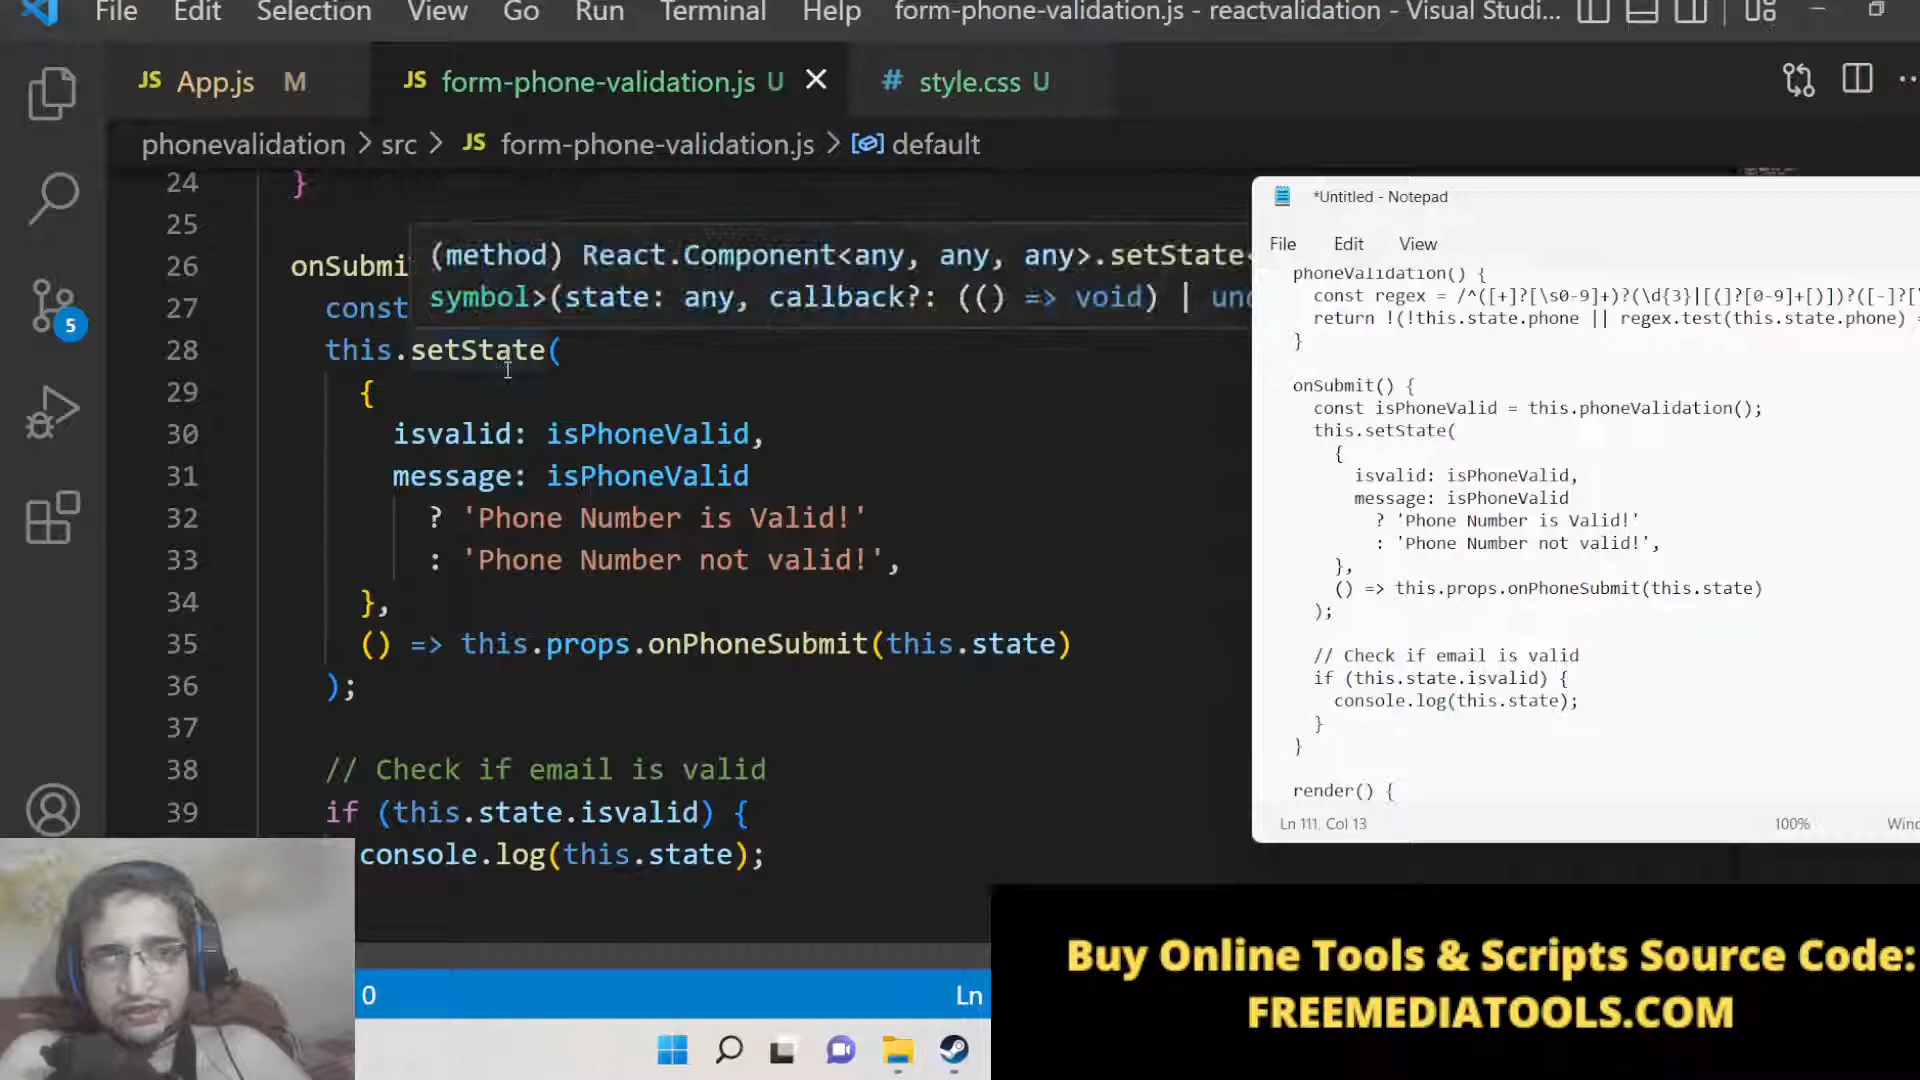 File Edit Selection View Go Run Terminal Help form-phone-validation.js - reactvalidation - Visual Studi...
JS App.js M JS form-phone-validation.js U # style.css U
phonevalidation > src > JS form-phone-validation.js > default
24 }
25
(method) React.Component<any, any, any>.setState<
symbol>(state: any, callback?: (() => void) | und
26 onSubmi
27 const
28 this.setState(
29 {
30 isvalid: isPhoneValid,
31 message: isPhoneValid
32 ? 'Phone Number is Valid!'
33 : 'Phone Number not valid!',
34 },
35 () => this.props.onPhoneSubmit(this.state)
36 );
37
38 // Check if email is valid
39 if (this.state.isvalid) {
console.log(this.state);
5
0 Ln
*Untitled - Notepad
File Edit View
phoneValidation() {
const regex = /^([+]?[\s0-9]+)?(\d{3}|[(]?[0-9]+[)])?([-]?[
return !(!this.state.phone || regex.test(this.state.phone) =
}
onSubmit() {
const isPhoneValid = this.phoneValidation();
this.setState(
{
isvalid: isPhoneValid,
message: isPhoneValid
? 'Phone Number is Valid!'
: 'Phone Number not valid!',
},
() => this.props.onPhoneSubmit(this.state)
);
// Check if email is valid
if (this.state.isvalid) {
console.log(this.state);
}
}
render() {
Ln 111, Col 13 100% Winc
Buy Online Tools & Scripts Source Code:
FREEMEDIATOOLS.COM